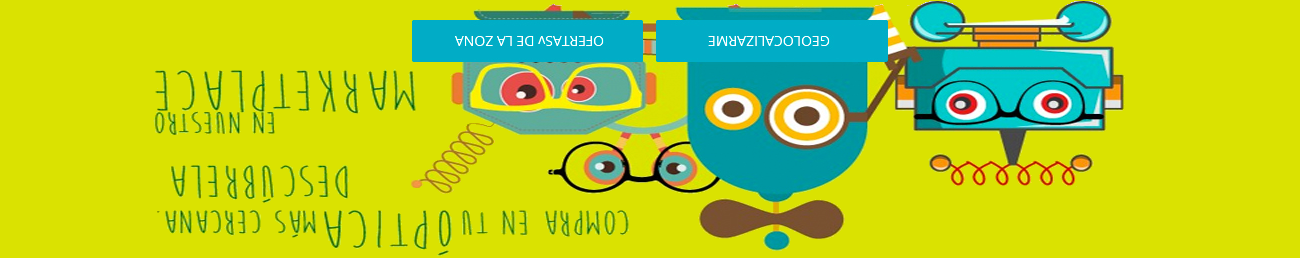 COMPRA EN TU ÓPTICA MÁS CERCANA.
DESCÚBRELA
EN NUESTRO
MARKETPLACE
GEOLOCALIZARME
OFERTASv DE LA ZONA